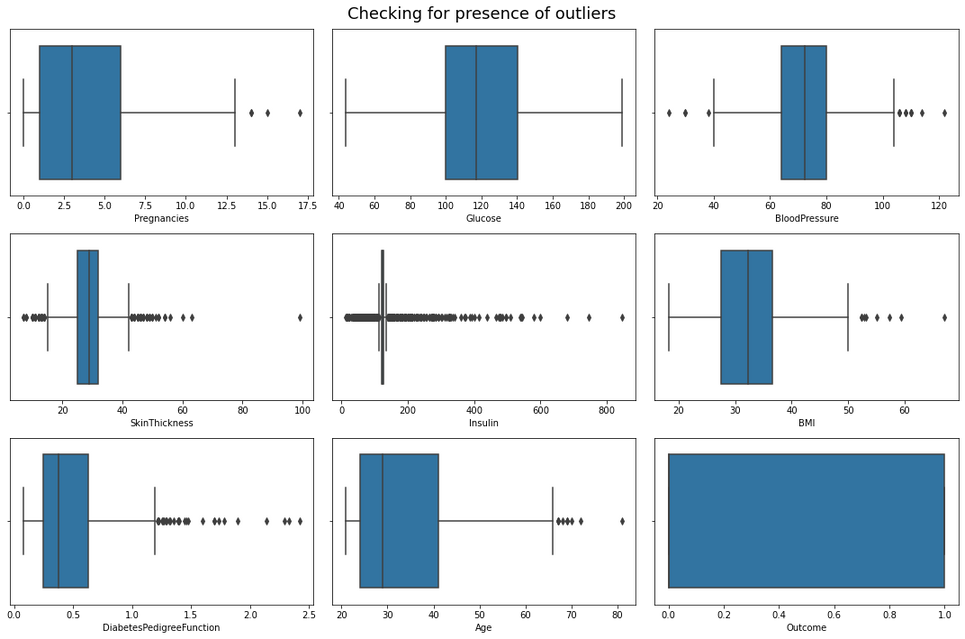 Checking for presence of outliers
0.0 2.5 5.0 7.5 10.0 12.5 15.0 17.5
Pregnancies
40 60 80 100 120 140 160 180 200
Glucose
20 40 60 80 100 120
BloodPressure
20 40 60 80 100
SkinThickness
0 200 400 600 800
Insulin
20 30 40 50 60
BMI
0.0 0.5 1.0 1.5 2.0 2.5
DiabetesPedigreeFunction
20 30 40 50 60 70 80
Age
0.0 0.2 0.4 0.6 0.8 1.0
Outcome